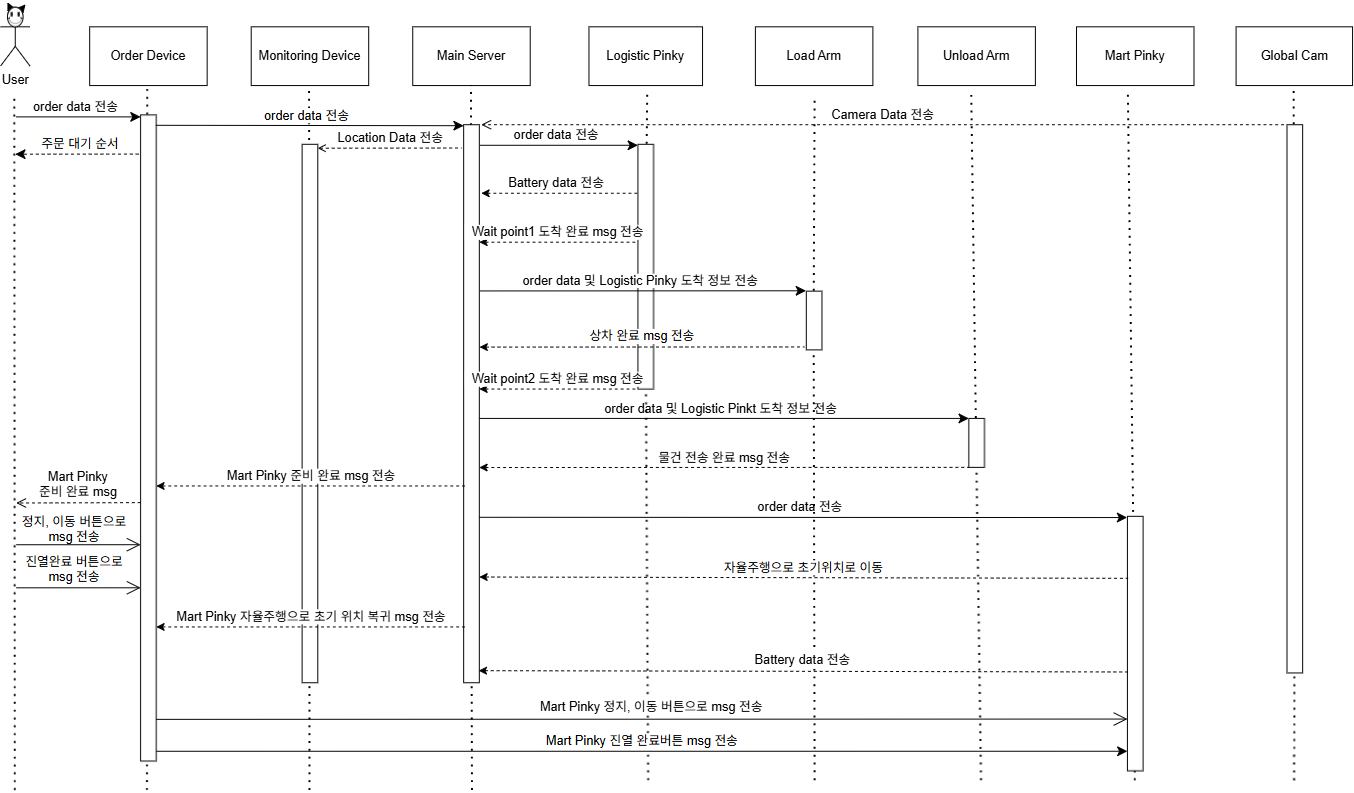 User
Order Device
Monitoring Device
Main Server
Logistic Pinky
Load Arm
Unload Arm
Mart Pinky
Global Cam
order data 전송
order data 전송
Camera Data 전송
주문 대기 순서
Location Data 전송
order data 전송
Battery data 전송
Wait point1 도착 완료 msg 전송
order data 및 Logistic Pinky 도착 정보 전송
상차 완료 msg 전송
Wait point2 도착 완료 msg 전송
order data 및 Logistic Pinkt 도착 정보 전송
물건 전송 완료 msg 전송
Mart Pinky 준비 완료 msg 전송
Mart Pinky
준비 완료 msg
order data 전송
정지, 이동 버튼으로
msg 전송
진열완료 버튼으로
msg 전송
자율주행으로 초기위치로 이동
Mart Pinky 자율주행으로 초기 위치 복귀 msg 전송
Battery data 전송
Mart Pinky 정지, 이동 버튼으로 msg 전송
Mart Pinky 진열 완료버튼 msg 전송